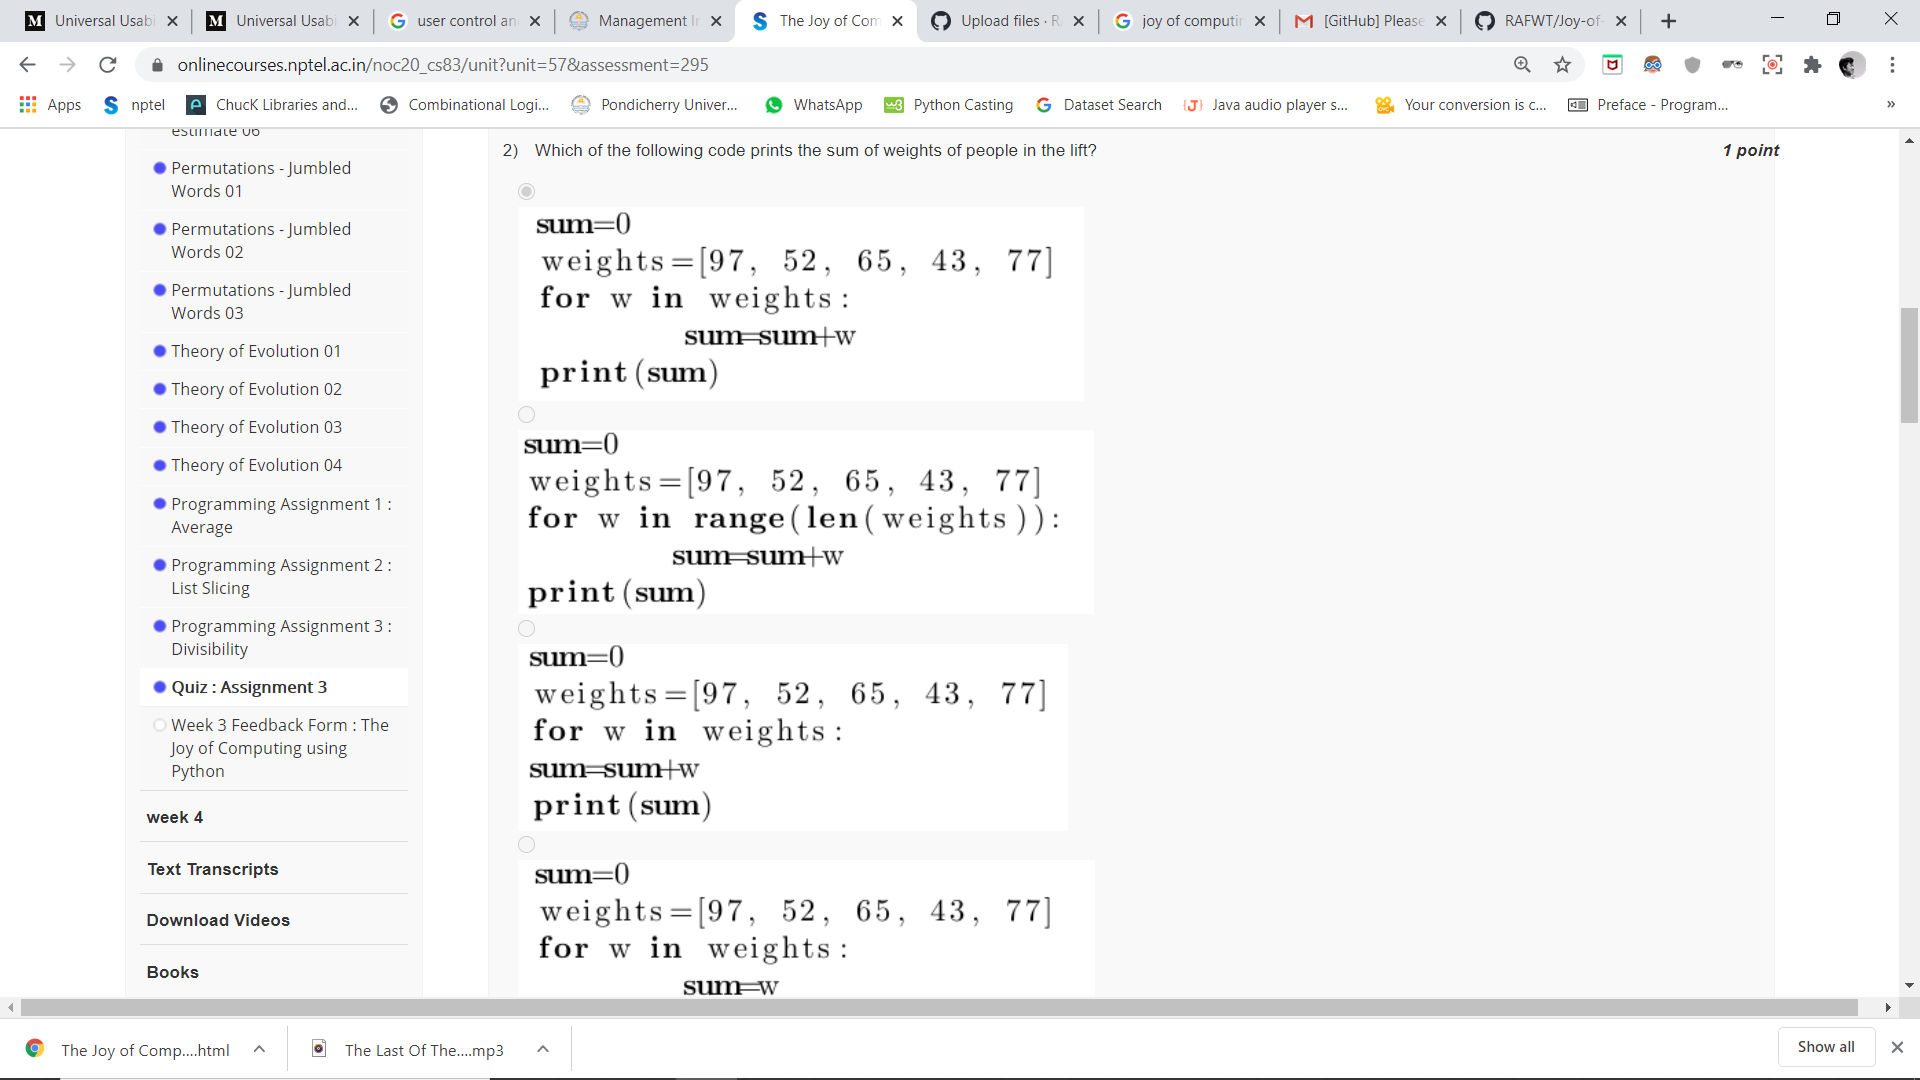 Universal Usabi
Universal Usabi
user control an
Management In
The Joy of Com
Upload files · R
joy of computin
[GitHub] Please
RAFWT/Joy-of-
onlinecourses.nptel.ac.in/noc20_cs83/unit?unit=57&assessment=295
Apps
nptel
ChucK Libraries and...
Combinational Logi...
Pondicherry Univer...
WhatsApp
Python Casting
Dataset Search
Java audio player s...
Your conversion is c...
Preface - Program...
»
estimate 06
Permutations - Jumbled
Words 01
Permutations - Jumbled
Words 02
Permutations - Jumbled
Words 03
Theory of Evolution 01
Theory of Evolution 02
Theory of Evolution 03
Theory of Evolution 04
Programming Assignment 1 :
Average
Programming Assignment 2 :
List Slicing
Programming Assignment 3 :
Divisibility
Quiz : Assignment 3
Week 3 Feedback Form : The
Joy of Computing using
Python
week 4
Text Transcripts
Download Videos
Books
2) Which of the following code prints the sum of weights of people in the lift?
1 point
sum=0
weights=[97, 52, 65, 43, 77]
for w in weights:
sum=sum+w
print(sum)
sum=0
weights=[97, 52, 65, 43, 77]
for w in range(len(weights)):
sum=sum+w
print(sum)
sum=0
weights=[97, 52, 65, 43, 77]
for w in weights:
sum=sum+w
print(sum)
sum=0
weights=[97, 52, 65, 43, 77]
for w in weights:
sum=w
The Joy of Comp....html
The Last Of The....mp3
Show all